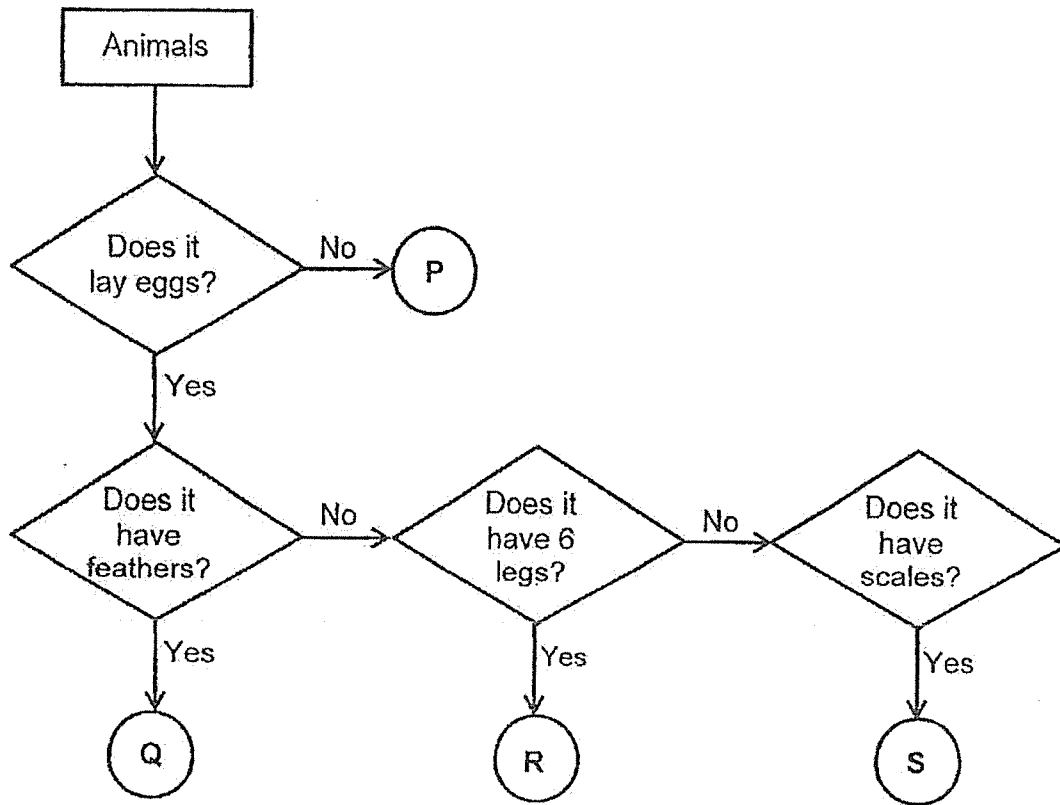 Animals
Does it
lay eggs?
No
P
Yes
Does it
have
feathers?
No
Does it
have 6
legs?
No
Does it
have
scales?
Yes
Yes
Yes
Q
R
S